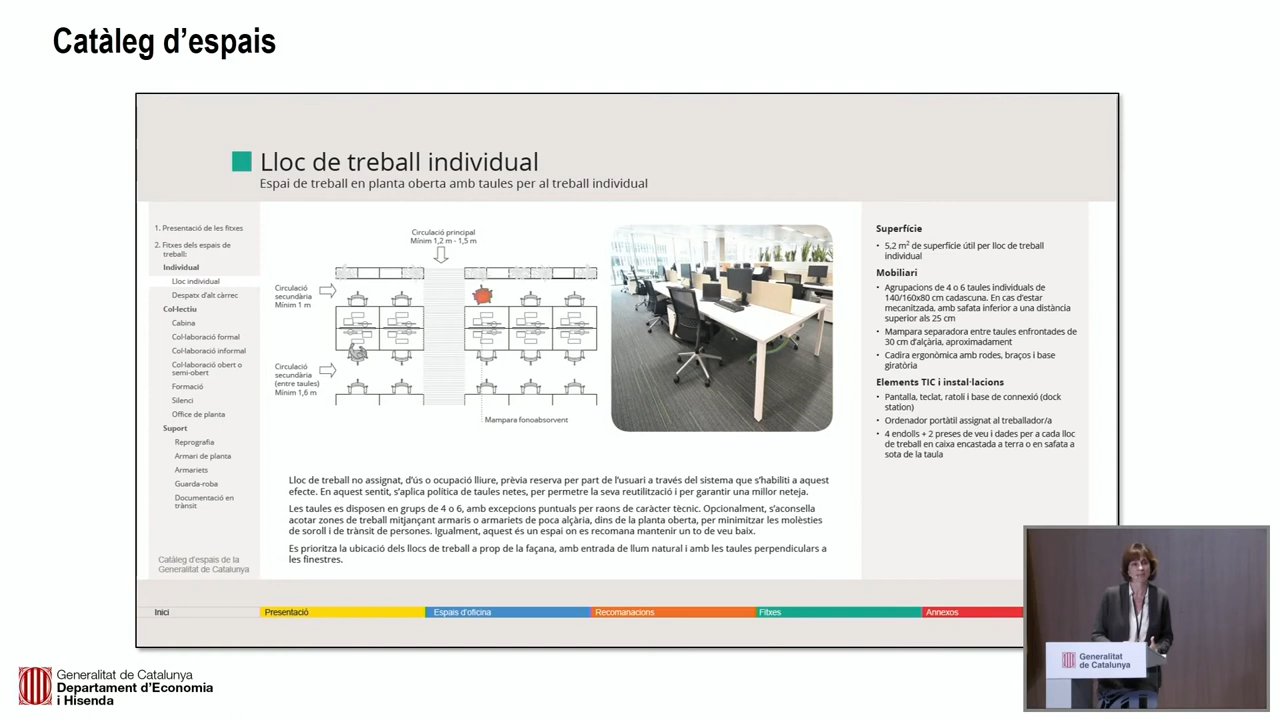 Catàleg d'espais
Lloc de treball individual
Espai de treball en planta oberta amb taules per al treball individual
1. Presentació de les fitxes
2. Fitxes dels espais de
treball:
Individual
Lloc individual
Despatx d'alt càrrec
Col·lectiu
Cabina
Col·laboració formal
Col·laboració informal
Col·laboració obert o
semi-obert
Formació
Silenci
Office de planta
Suport
Reprografia
Armari de planta
Armariets
Guarda-roba
Documentació en
trànsit
Catàleg d'espais de la
Generalitat de Catalunya
Circulació principal
Mínim 1,2 m - 1,5 m
Circulació
secundària
Mínim 1 m
Circulació
secundària
(entre taules)
Mínim 1,6 m
Mampara fonoabsorvent
Lloc de treball no assignat, d'ús o ocupació lliure, prèvia reserva per part de l'usuari a través del sistema que s'habiliti a aquest
efecte. En aquest sentit, s'aplica política de taules netes, per permetre la seva reutilització i per garantir una millor neteja.
Les taules es disposen en grups de 4 o 6, amb excepcions puntuals per raons de caràcter tècnic. Opcionalment, s'aconsella
acotar zones de treball mitjançant armaris o armariets de poca alçària, dins de la planta oberta, per minimitzar les molèsties
de soroll i de trànsit de persones. Igualment, aquest és un espai on es recomana mantenir un to de veu baix.
Es prioritza la ubicació dels llocs de treball a prop de la façana, amb entrada de llum natural i amb les taules perpendiculars a
les finestres.
Superfície
• 5,2 m² de superfície útil per lloc de treball
individual
Mobiliari
• Agrupacions de 4 o 6 taules individuals de
140/160x80 cm cadascuna. En cas d'estar
mecanitzada, amb safata inferior a una distància
superior als 25 cm
• Mampara separadora entre taules enfrontades de
30 cm d'alçària, aproximadament
• Cadira ergonòmica amb rodes, braços i base
giratòria
Elements TIC i instal·lacions
• Pantalla, teclat, ratolí i base de connexió (dock
station)
• Ordenador portàtil assignat al treballador/a
• 4 endolls + 2 preses de veu i dades per a cada lloc
de treball en caixa encastada a terra o en safata a
sota de la taula
Inici
Presentació
Espais d'oficina
Recomanacions
Fitxes
Annexos
Generalitat
de Catalunya
Generalitat de Catalunya
Departament d'Economia
i Hisenda